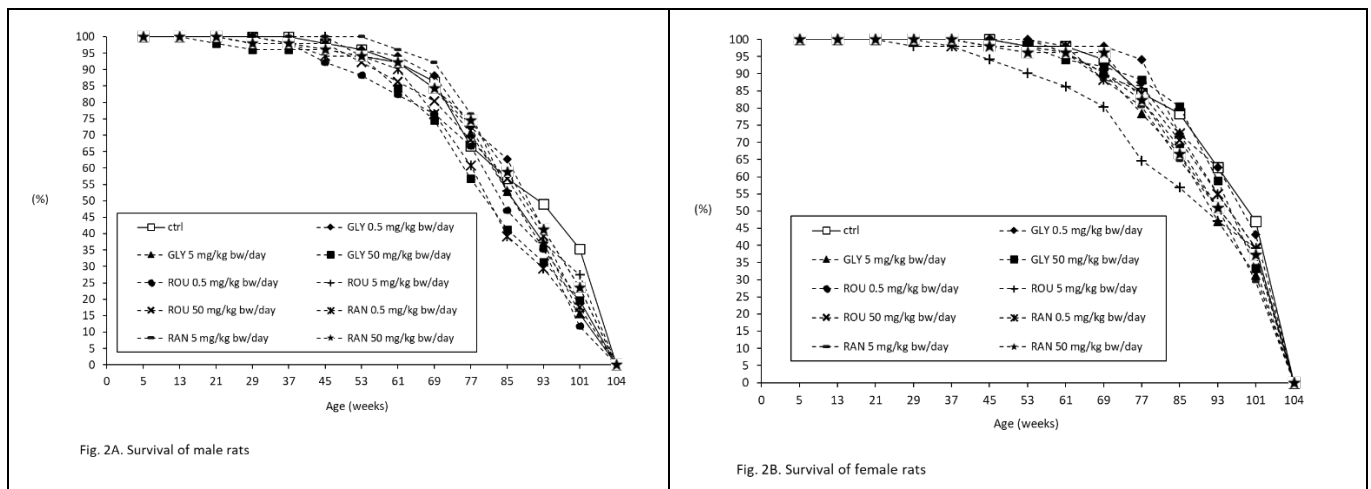 100
95
90
85
80
75
70
65
60
55
50
45
40
35
30
25
20
15
10
5
0
(%)
ctrl GLY 0.5 mg/kg bw/day
GLY 5 mg/kg bw/day GLY 50 mg/kg bw/day
ROU 0.5 mg/kg bw/day ROU 5 mg/kg bw/day
ROU 50 mg/kg bw/day RAN 0.5 mg/kg bw/day
RAN 5 mg/kg bw/day RAN 50 mg/kg bw/day
0 5 13 21 29 37 45 53 61 69 77 85 93 101 104
Age (weeks)
Fig. 2A. Survival of male rats
100
95
90
85
80
75
70
65
60
55
50
45
40
35
30
25
20
15
10
5
0
(%)
ctrl GLY 0.5 mg/kg bw/day
GLY 5 mg/kg bw/day GLY 50 mg/kg bw/day
ROU 0.5 mg/kg bw/day ROU 5 mg/kg bw/day
ROU 50 mg/kg bw/day RAN 0.5 mg/kg bw/day
RAN 5 mg/kg bw/day RAN 50 mg/kg bw/day
0 5 13 21 29 37 45 53 61 69 77 85 93 101 104
Age (weeks)
Fig. 2B. Survival of female rats